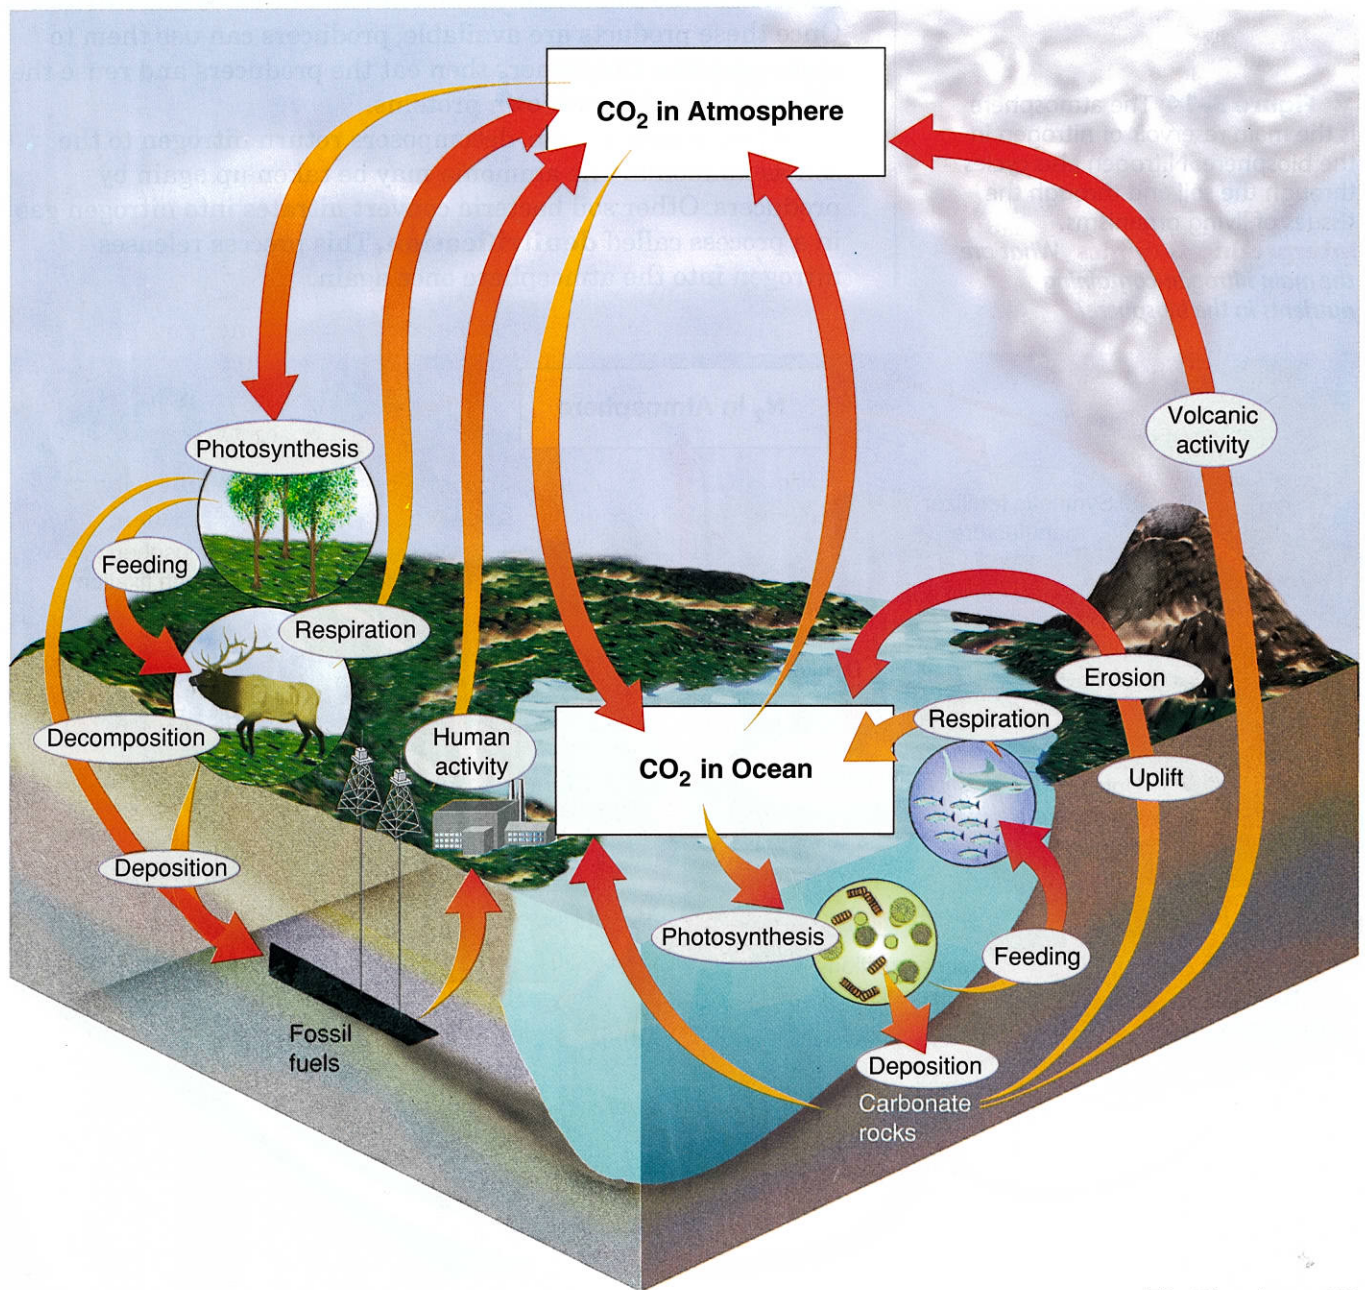 CO₂ in Atmosphere
Volcanic
activity
Photosynthesis
Feeding
Respiration
Erosion
Respiration
Decomposition
Human
activity
CO₂ in Ocean
Uplift
Deposition
Photosynthesis
Feeding
Fossil
fuels
Deposition
Carbonate
rocks